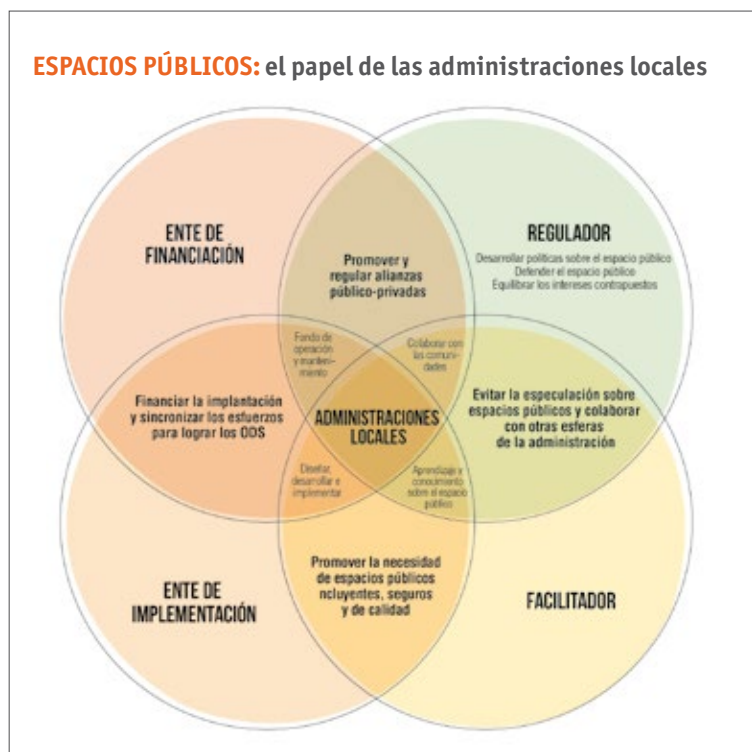 ESPACIOS PÚBLICOS: el papel de las administraciones locales
ENTE DE
FINANCIACIÓN
REGULADOR
Desarrollar políticas sobre el espacio público
Defender el espacio público
Equilibrar los intereses contrapuestos
Promover y
regular alianzas
público-privadas
Fondo de
operación
y manteni-
miento
Colaborar con
las comuni-
dades
Financiar la implantación
y sincronizar los esfuerzos
para lograr los ODS
ADMINISTRACIONES
LOCALES
Evitar la especulación sobre
espacios públicos y colaborar
con otras esferas
de la administración
Diseñar,
desarrollar e
implementar
Aprendizaje y
conocimiento
sobre el espacio
público
Promover la necesidad
de espacios públicos
ncluyentes, seguros
y de calidad
ENTE DE
IMPLEMENTACIÓN
FACILITADOR